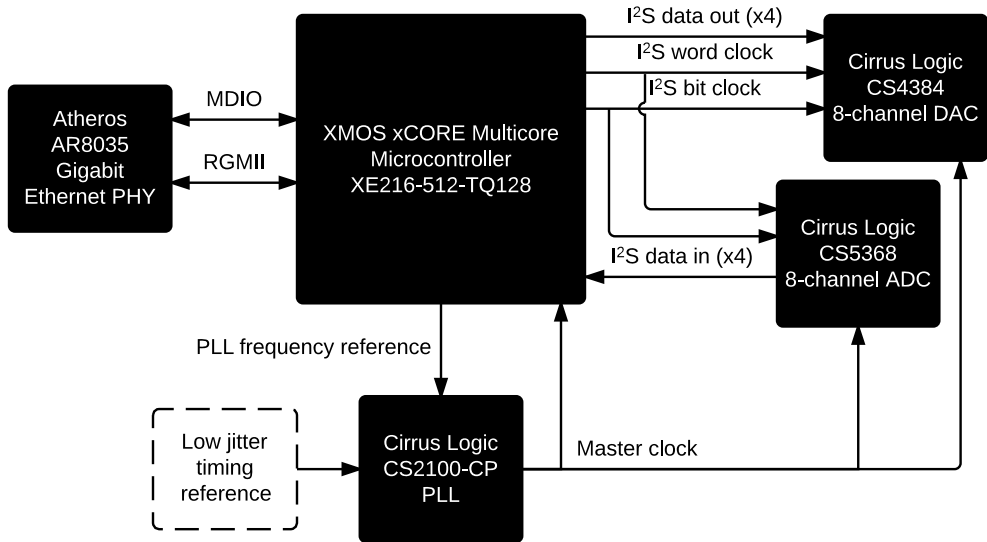 I²S data out (x4)
I²S word clock
I²S bit clock
Cirrus Logic
CS4384
8-channel DAC
MDIO
RGMII
Atheros
AR8035
Gigabit
Ethernet PHY
XMOS xCORE Multicore
Microcontroller
XE216-512-TQ128
Cirrus Logic
CS5368
8-channel ADC
I²S data in (x4)
PLL frequency reference
Low jitter
timing
reference
Cirrus Logic
CS2100-CP
PLL
Master clock